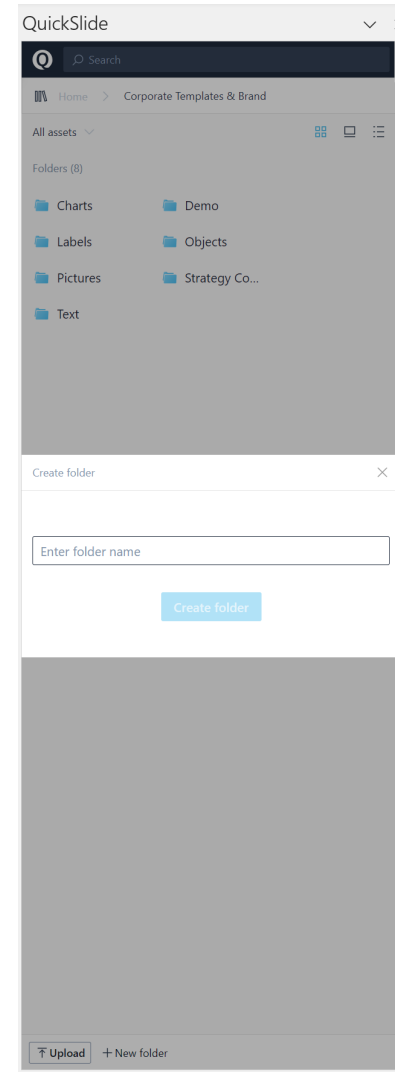 QuickSlide
Search
Home > Corporate Templates & Brand
All assets
Folders (8)
Charts Demo
Labels Objects
Pictures Strategy Co...
Text
Create folder
Enter folder name
Create folder
Upload + New folder